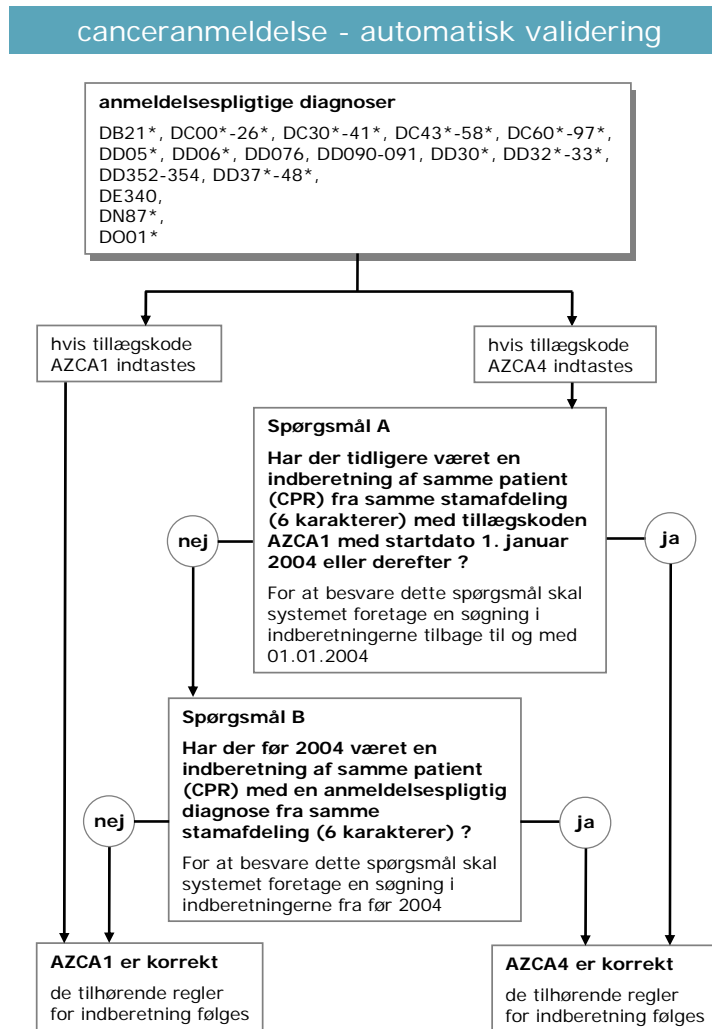 canceranmeldelse - automatisk validering
anmeldelsespligtige diagnoser
DB21*, DC00*-26*, DC30*-41*, DC43*-58*, DC60*-97*,
DD05*, DD06*, DD076, DD090-091, DD30*, DD32*-33*,
DD352-354, DD37*-48*,
DE340,
DN87*,
DO01*
hvis tillægskode
AZCA1 indtastes
hvis tillægskode
AZCA4 indtastes
Spørgsmål A
Har der tidligere været en
indberetning af samme patient
(CPR) fra samme stamafdeling
(6 karakterer) med tillægskoden
AZCA1 med startdato 1. januar
2004 eller derefter ?
For at besvare dette spørgsmål skal
systemet foretage en søgning i
indberetningerne tilbage til og med
01.01.2004
nej
ja
Spørgsmål B
Har der før 2004 været en
indberetning af samme patient
(CPR) med en anmeldelsespligtig
diagnose fra samme
stamafdeling (6 karakterer) ?
For at besvare dette spørgsmål skal
systemet foretage en søgning i
indberetningerne fra før 2004
nej
ja
AZCA1 er korrekt
de tilhørende regler
for indberetning følges
AZCA4 er korrekt
de tilhørende regler
for indberetning følges